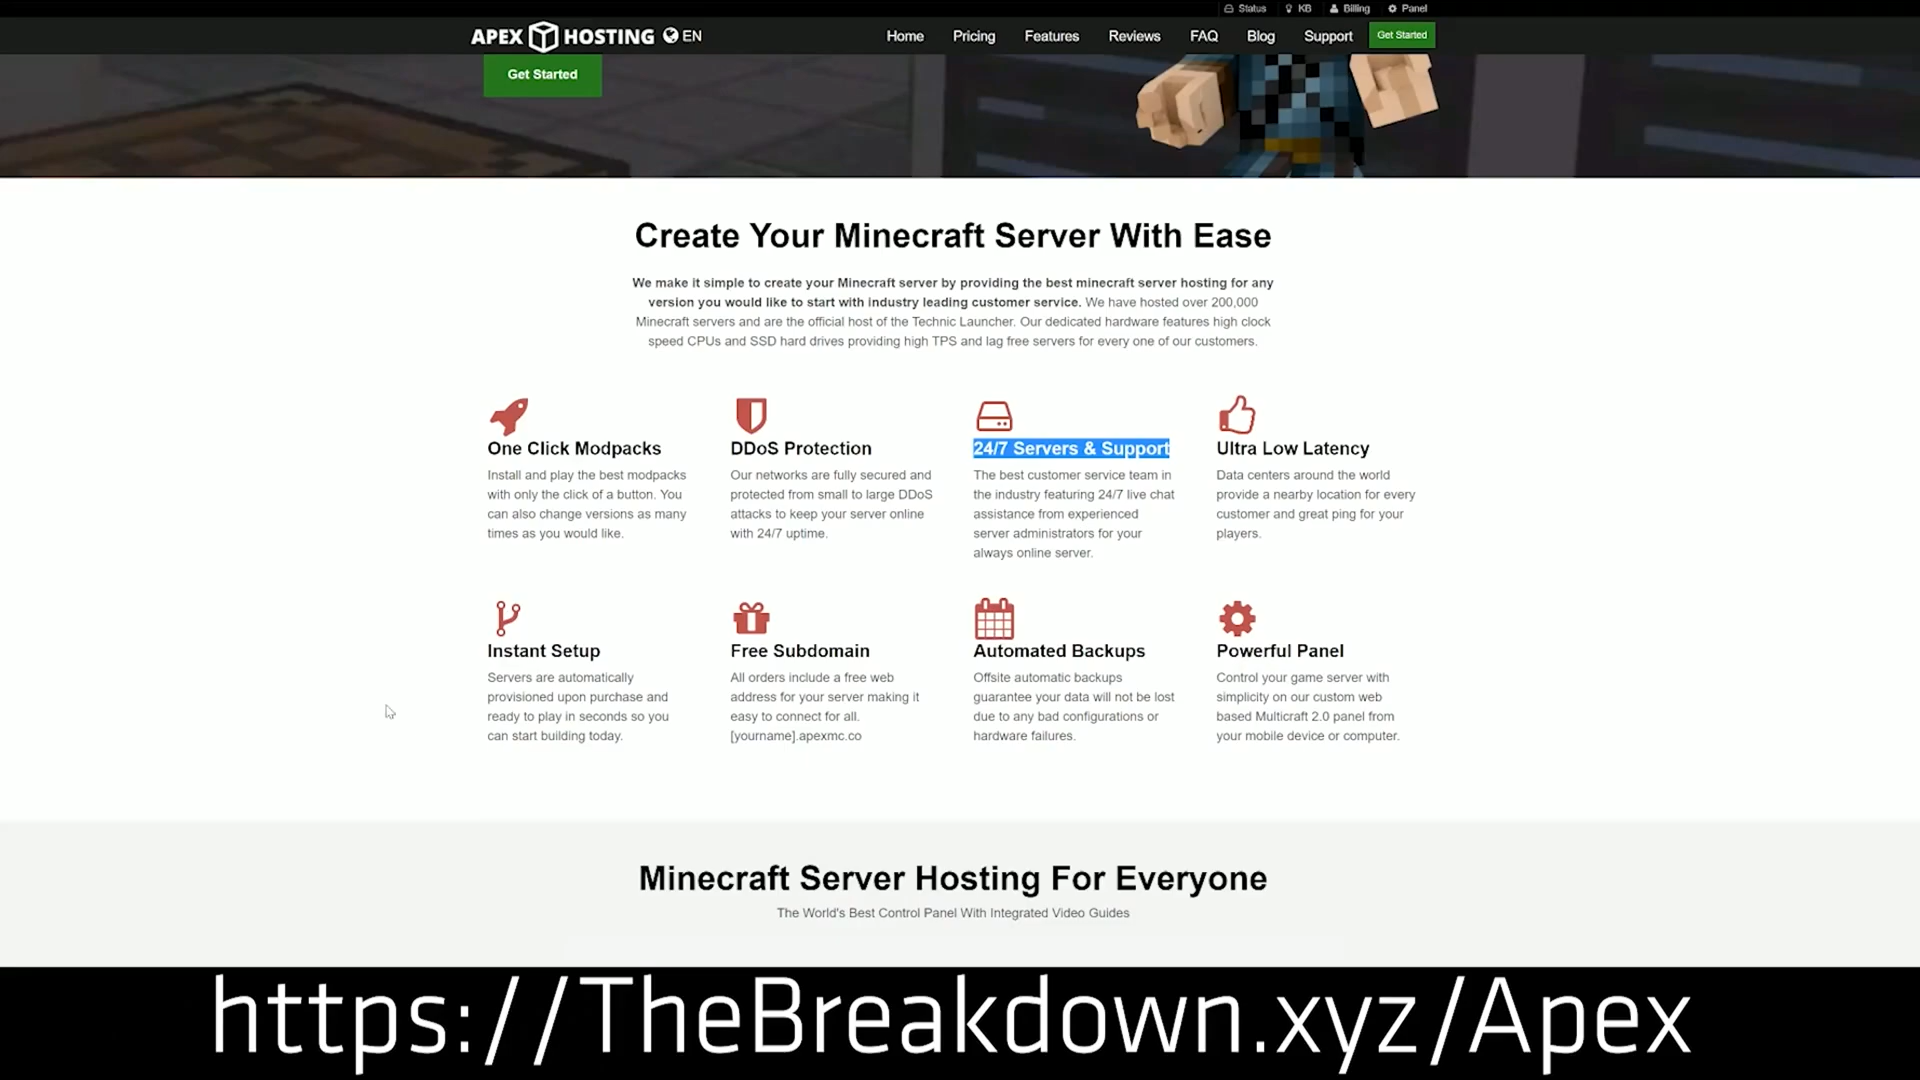 Status KB Billing Panel
APEX HOSTING EN Home Pricing Features Reviews FAQ Blog Support Get Started
Get Started
Create Your Minecraft Server With Ease
We make it simple to create your Minecraft server by providing the best minecraft server hosting for any
version you would like to start with industry leading customer service. We have hosted over 200,000
Minecraft servers and are the official host of the Technic Launcher. Our dedicated hardware features high clock
speed CPUs and SSD hard drives providing high TPS and lag free servers for every one of our customers.
One Click Modpacks
Install and play the best modpacks
with only the click of a button. You
can also change versions as many
times as you would like.
DDoS Protection
Our networks are fully secured and
protected from small to large DDoS
attacks to keep your server online
with 24/7 uptime.
24/7 Servers & Support
The best customer service team in
the industry featuring 24/7 live chat
assistance from experienced
server administrators for your
always online server.
Ultra Low Latency
Data centers around the world
provide a nearby location for every
customer and great ping for your
players.
Instant Setup
Servers are automatically
provisioned upon purchase and
ready to play in seconds so you
can start building today.
Free Subdomain
All orders include a free web
address for your server making it
easy to connect for all.
[yourname].apexmc.co
Automated Backups
Offsite automatic backups
guarantee your data will not be lost
due to any bad configurations or
hardware failures.
Powerful Panel
Control your game server with
simplicity on our custom web
based Multicraft 2.0 panel from
your mobile device or computer.
Minecraft Server Hosting For Everyone
The World's Best Control Panel With Integrated Video Guides
https://TheBreakdown.xyz/Apex